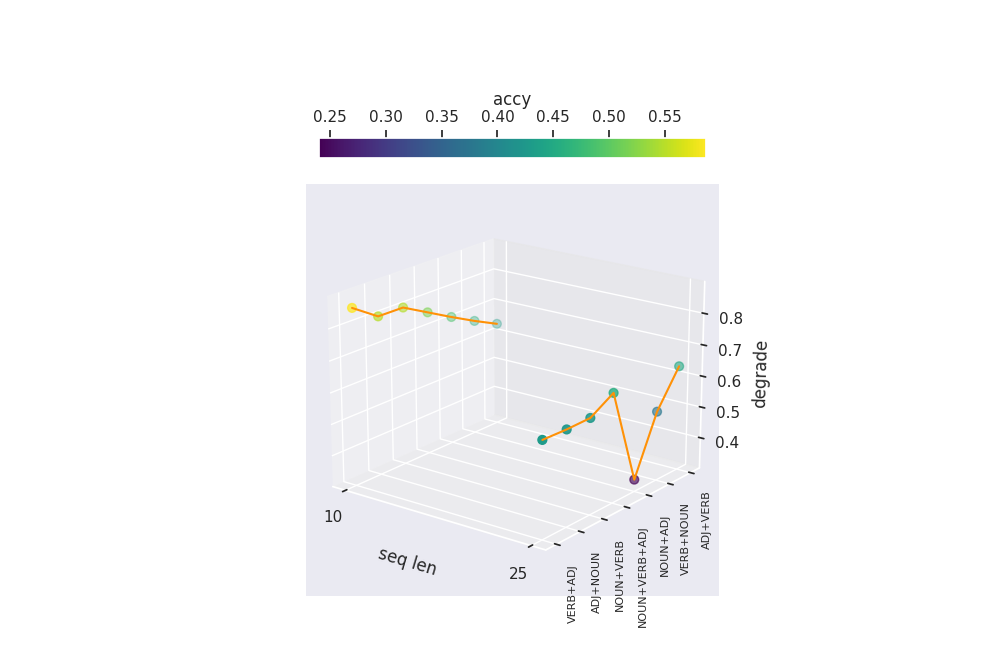 accy
0.25 0.30 0.35 0.40 0.45 0.50 0.55
0.8
0.7
0.6
0.5
0.4
degrade
10
25
seq len
VERB+ADJ
ADJ+NOUN
NOUN+VERB
NOUN+VERB+ADJ
NOUN+ADJ
VERB+NOUN
ADJ+VERB